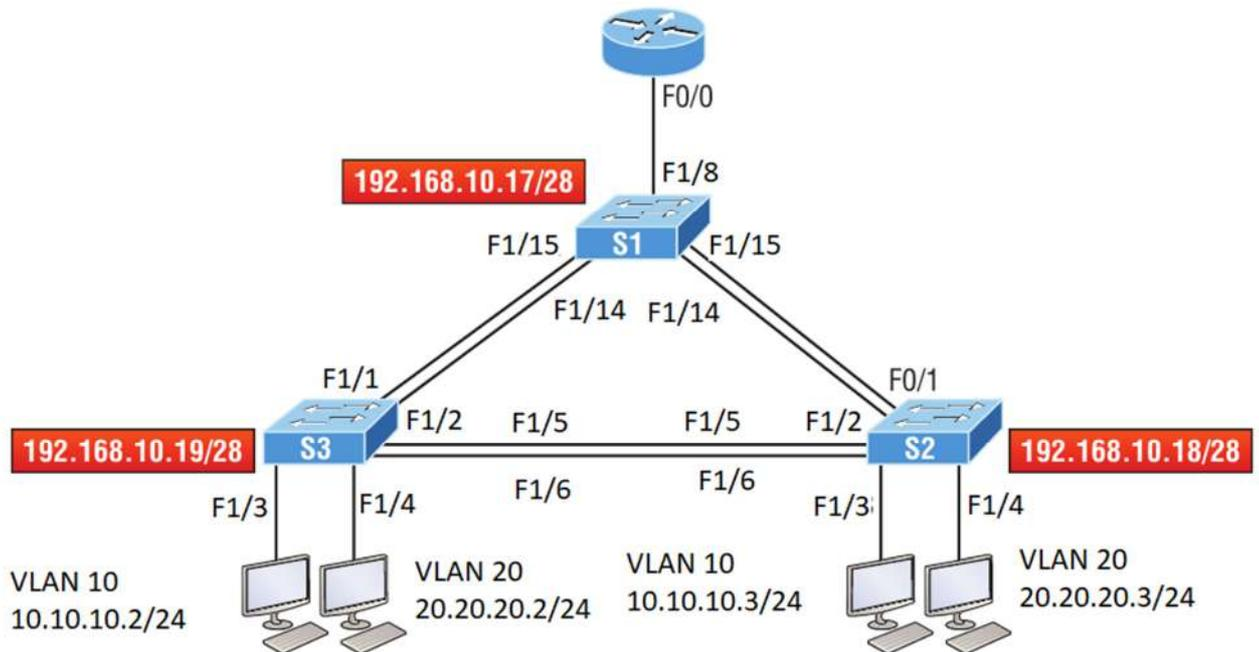 F0/0
F1/8
192.168.10.17/28
S1
F1/15
F1/15
F1/14
F1/14
F1/1
F0/1
F1/2
F1/5
F1/5
F1/2
192.168.10.19/28
S3
S2
192.168.10.18/28
F1/6
F1/6
F1/3
F1/4
F1/3
F1/4
VLAN 10
10.10.10.2/24
VLAN 20
20.20.20.2/24
VLAN 10
10.10.10.3/24
VLAN 20
20.20.20.3/24